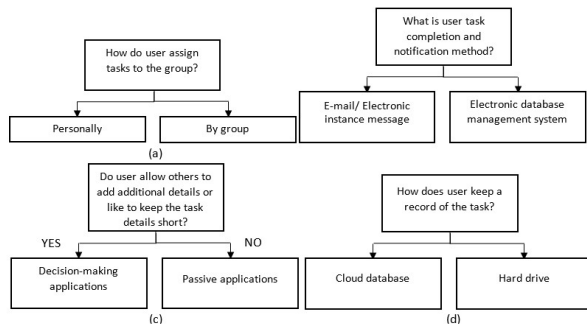 How do user assign
tasks to the group?
Personally
By group
(a)
What is user task
completion and
notification method?
E-mail/ Electronic
instance message
Electronic database
management system
Do user allow others to
add additional details or
like to keep the task
details short?
YES
NO
Decision-making
applications
Passive applications
(c)
How does user keep a
record of the task?
Cloud database
Hard drive
(d)